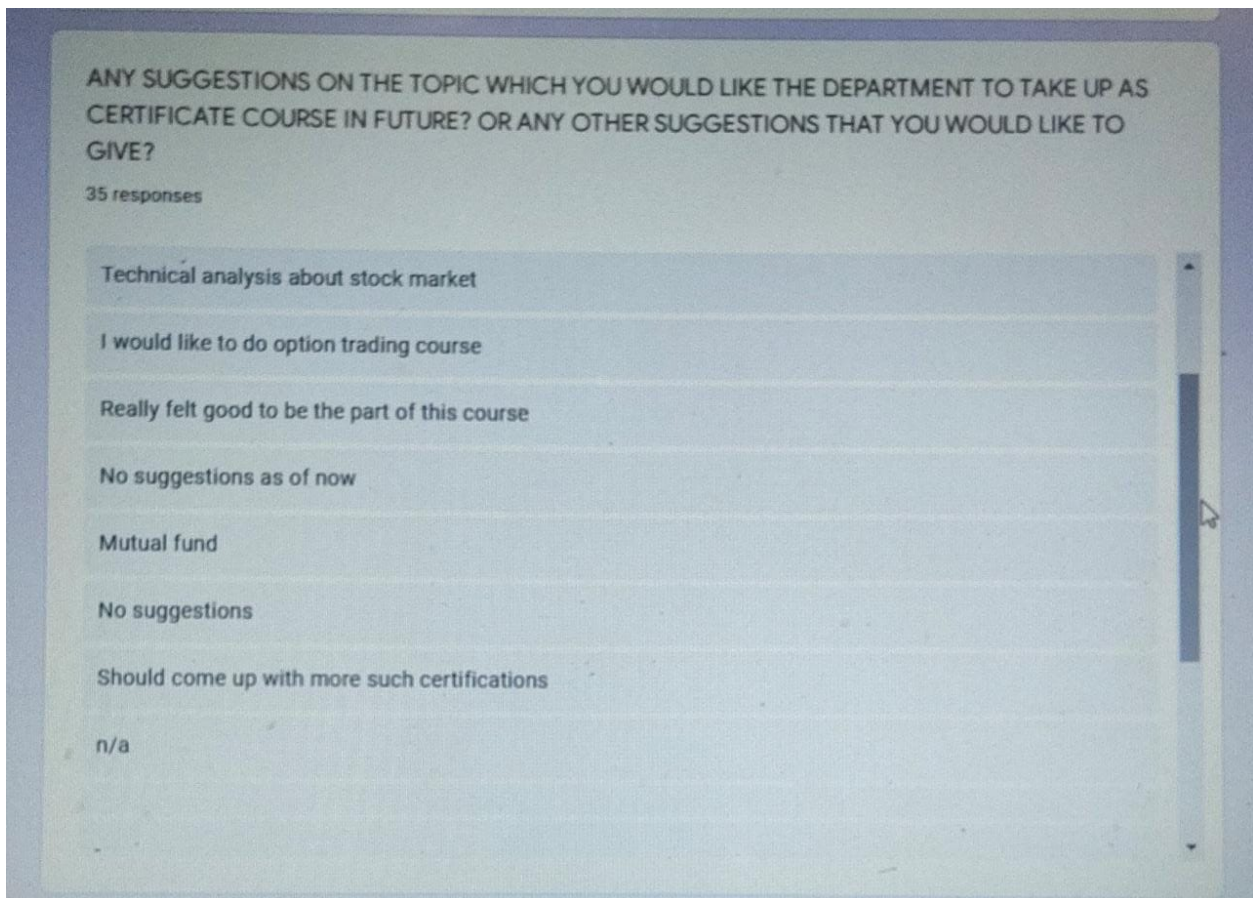 ANY SUGGESTIONS ON THE TOPIC WHICH YOU WOULD LIKE THE DEPARTMENT TO TAKE UP AS
CERTIFICATE COURSE IN FUTURE? OR ANY OTHER SUGGESTIONS THAT YOU WOULD LIKE TO
GIVE?
35 responses
Technical analysis about stock market
I would like to do option trading course
Really felt good to be the part of this course
No suggestions as of now
Mutual fund
No suggestions
Should come up with more such certifications
n/a